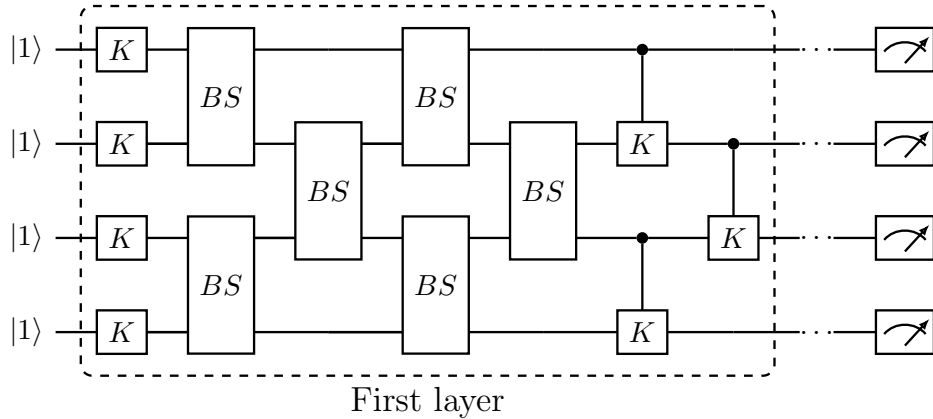 |1⟩ K BS BS K · · ·
|1⟩ K BS BS K · · ·
|1⟩ K BS BS K · · ·
|1⟩ K K · · ·
First layer